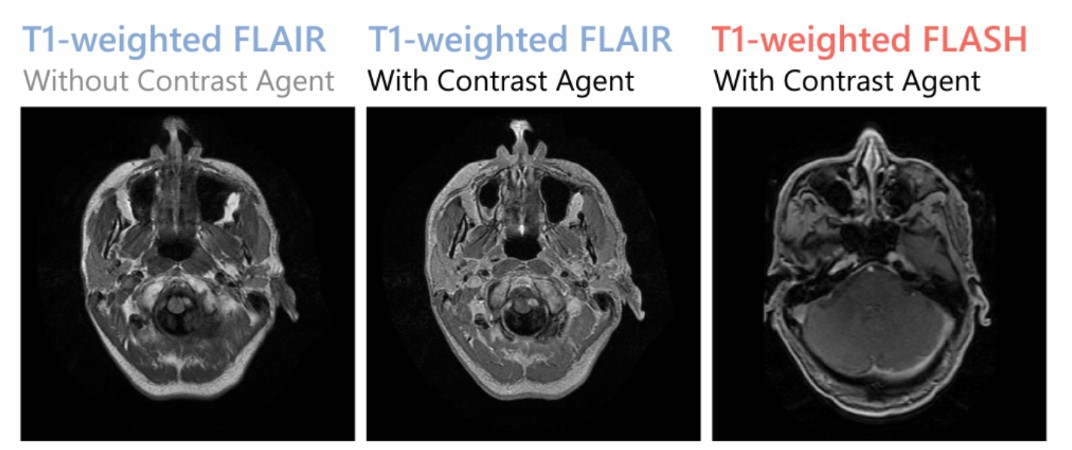 T1-weighted FLAIR
Without Contrast Agent
T1-weighted FLAIR
With Contrast Agent
T1-weighted FLASH
With Contrast Agent